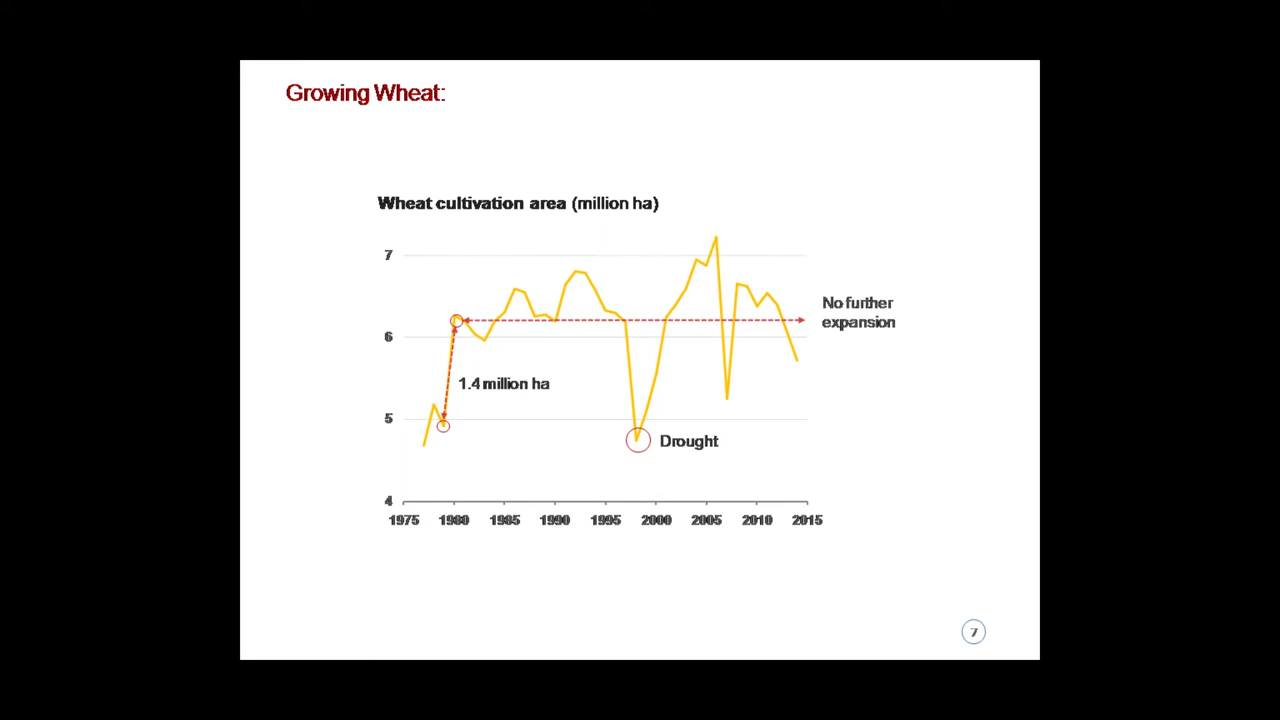 Growing Wheat:
Wheat cultivation area (million ha)
7
No further
expansion
6
1.4 million ha
5
Drought
4
1975 1980 1985 1990 1995 2000 2005 2010 2015
7